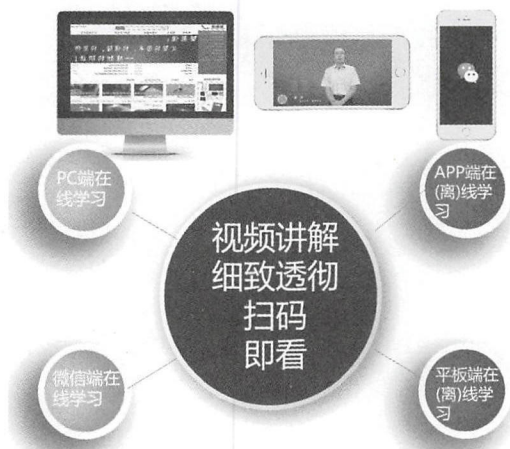 PC端在
线学习
APP端在
(离)线学
习
视频讲解
细致透彻
扫码
即看
微信端在
线学习
平板端在
(离)线学
习